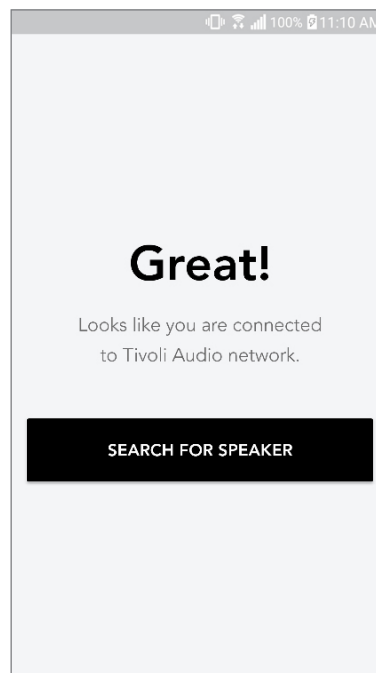 100% 11:10 AM
Great!
Looks like you are connected
to Tivoli Audio network.
SEARCH FOR SPEAKER